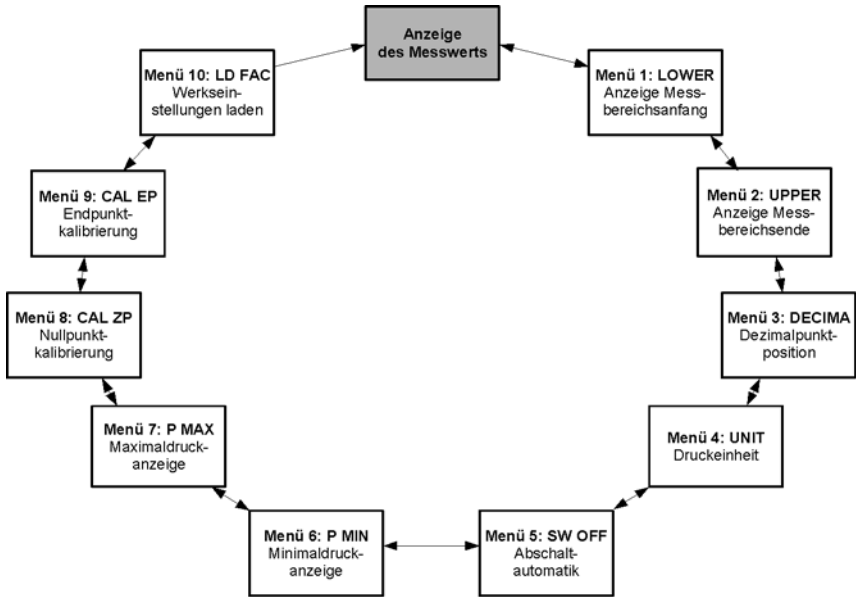 Anzeige
des Messwerts
Menü 1: LOWER
Anzeige Mess-
bereichsanfang
Menü 2: UPPER
Anzeige Mess-
bereichsende
Menü 3: DECIMA
Dezimalpunkt-
position
Menü 4: UNIT
Druckeinheit
Menü 5: SW OFF
Abschalt-
automatik
Menü 6: P MIN
Minimaldruck-
anzeige
Menü 7: P MAX
Maximaldruck-
anzeige
Menü 8: CAL ZP
Nullpunkt-
kalibrierung
Menü 9: CAL EP
Endpunkt-
kalibrierung
Menü 10: LD FAC
Werksein-
stellungen laden